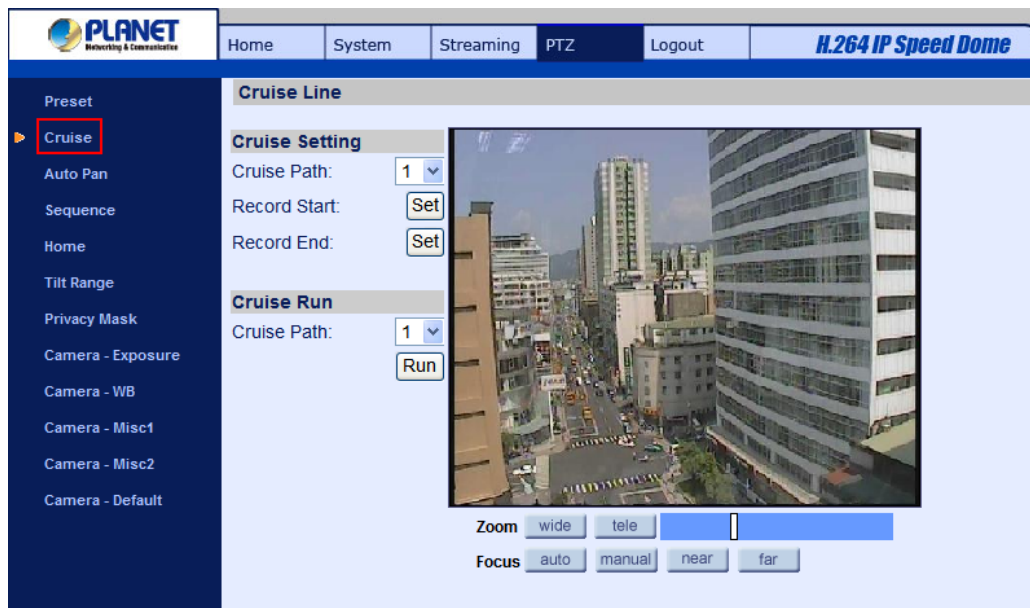 PLANET
Networking & Communication
Home System Streaming PTZ Logout H.264 IP Speed Dome
Preset
Cruise
Auto Pan
Sequence
Home
Tilt Range
Privacy Mask
Camera - Exposure
Camera - WB
Camera - Misc1
Camera - Misc2
Camera - Default
Cruise Line
Cruise Setting
Cruise Path: 1
Record Start: Set
Record End: Set
Cruise Run
Cruise Path: 1
Run
Zoom wide tele
Focus auto manual near far